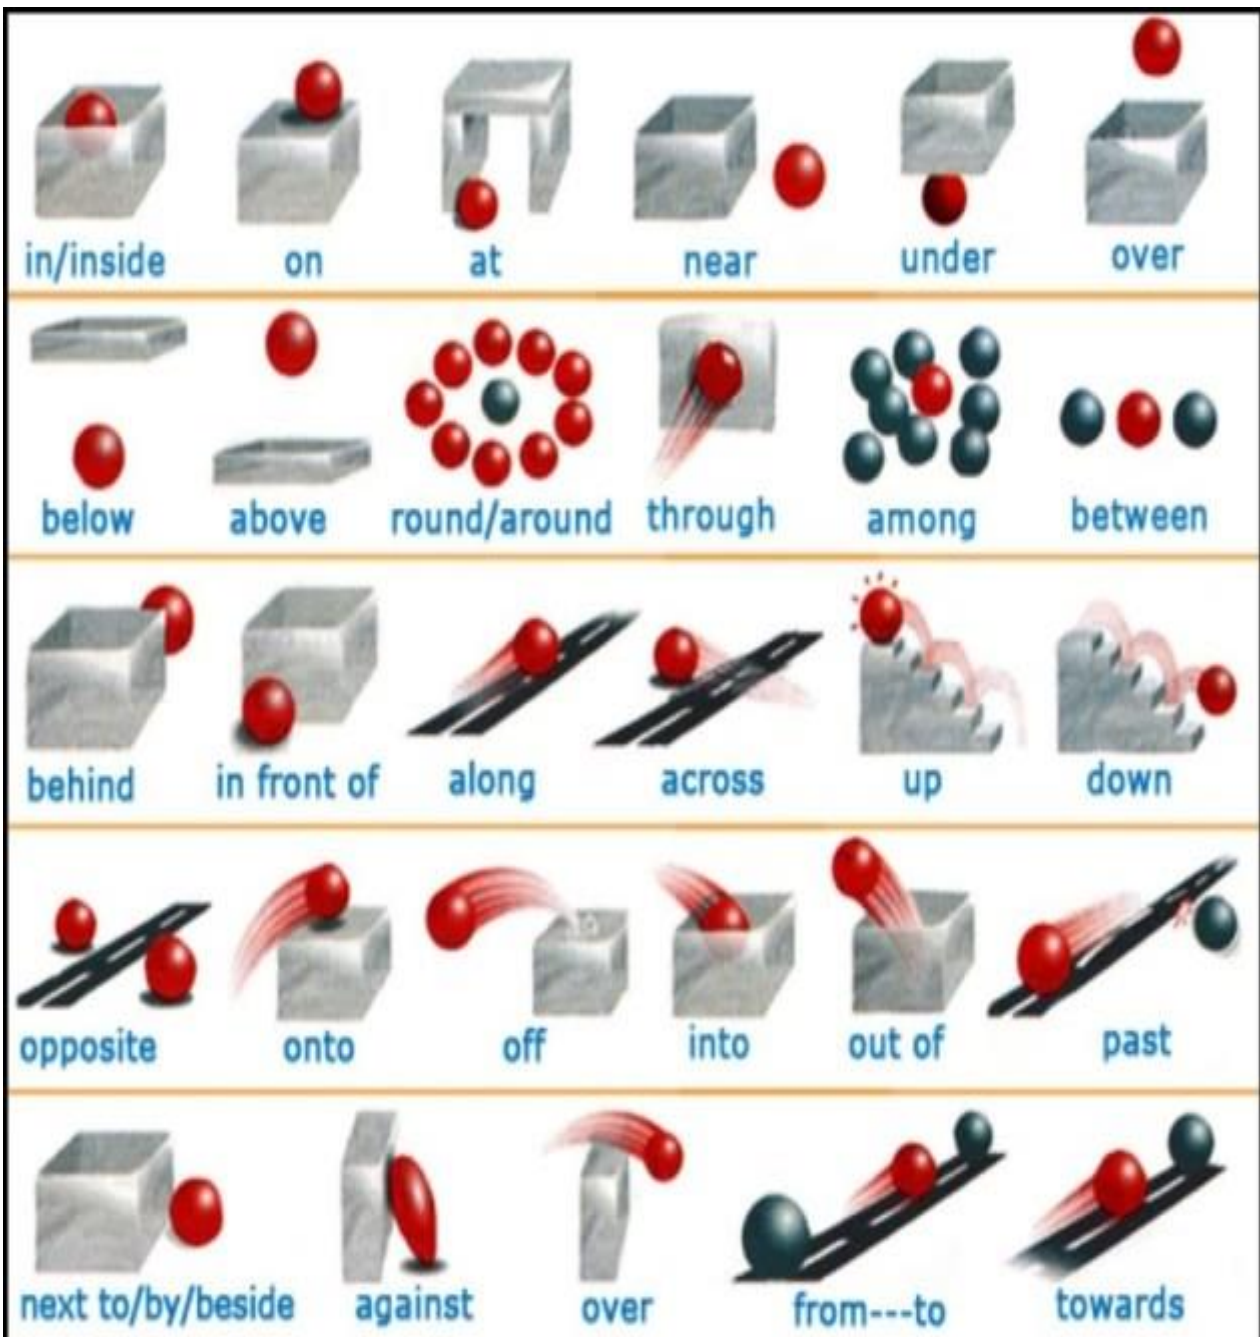 in/inside on at near under over
below above round/around through among between
behind in front of along across up down
opposite onto off into out of past
next to/by/beside against over from---to towards